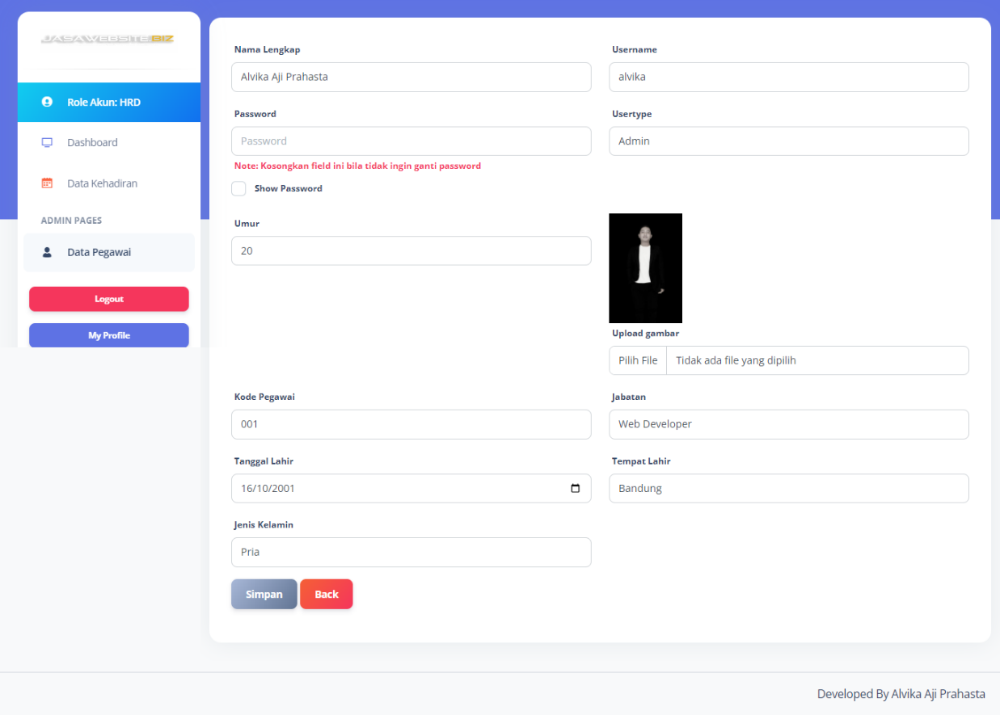 JASAWEBSITE.BIZ
Role Akun: HRD
Dashboard
Data Kehadiran
ADMIN PAGES
Data Pegawai
Logout
My Profile
Nama Lengkap
Alvika Aji Prahasta
Username
alvika
Password
Password
Note: Kosongkan field ini bila tidak ingin ganti password
Show Password
Usertype
Admin
Umur
20
Upload gambar
Pilih File Tidak ada file yang dipilih
Kode Pegawai
001
Jabatan
Web Developer
Tanggal Lahir
16/10/2001
Tempat Lahir
Bandung
Jenis Kelamin
Pria
Simpan Back
Developed By Alvika Aji Prahasta